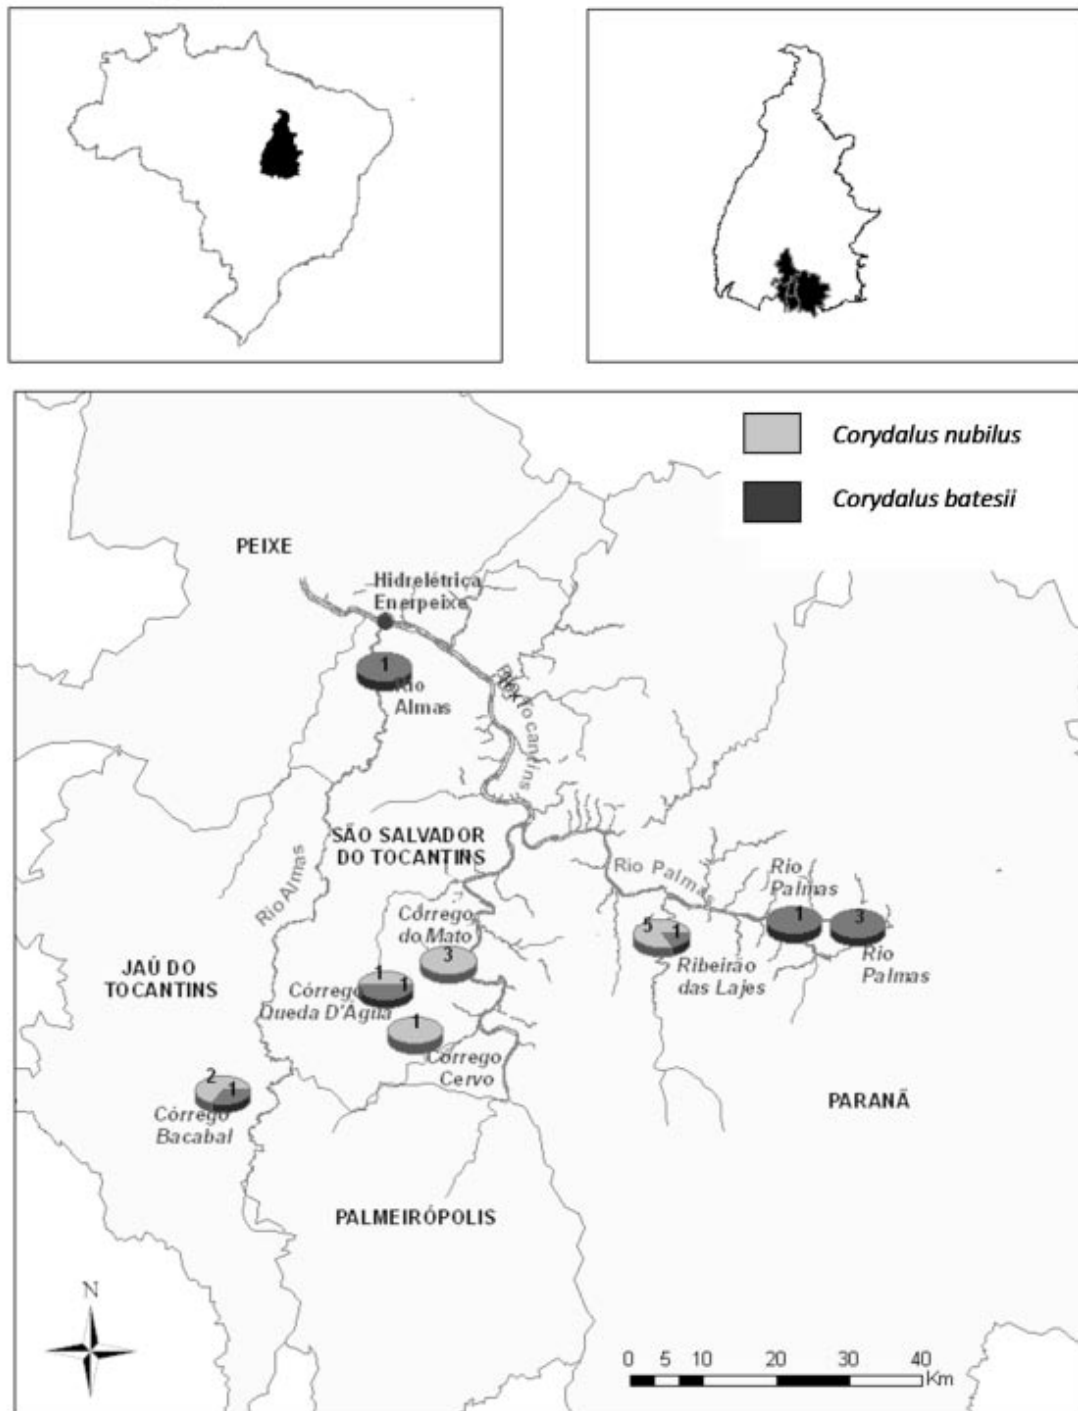 Corydalus nubilus
Corydalus batesii
PEIXE
Hidrelétrica
Enerpeixe
1
Rio
Almas
Tocantins
SÃO SALVADOR
DO TOCANTINS
Rio Almas
Rio Palmas
Rio
Palmas
1
3
Rio
Palmas
5
1
Ribeirão
das Lajes
Córrego
do Mato
3
JAÚ DO
TOCANTINS
1
1
Córrego
Queda D'Água
1
Córrego
Cervo
2
1
Córrego
Bacabal
PARANÃ
PALMEIRÓPOLIS
N
0 5 10 20 30 40
Km